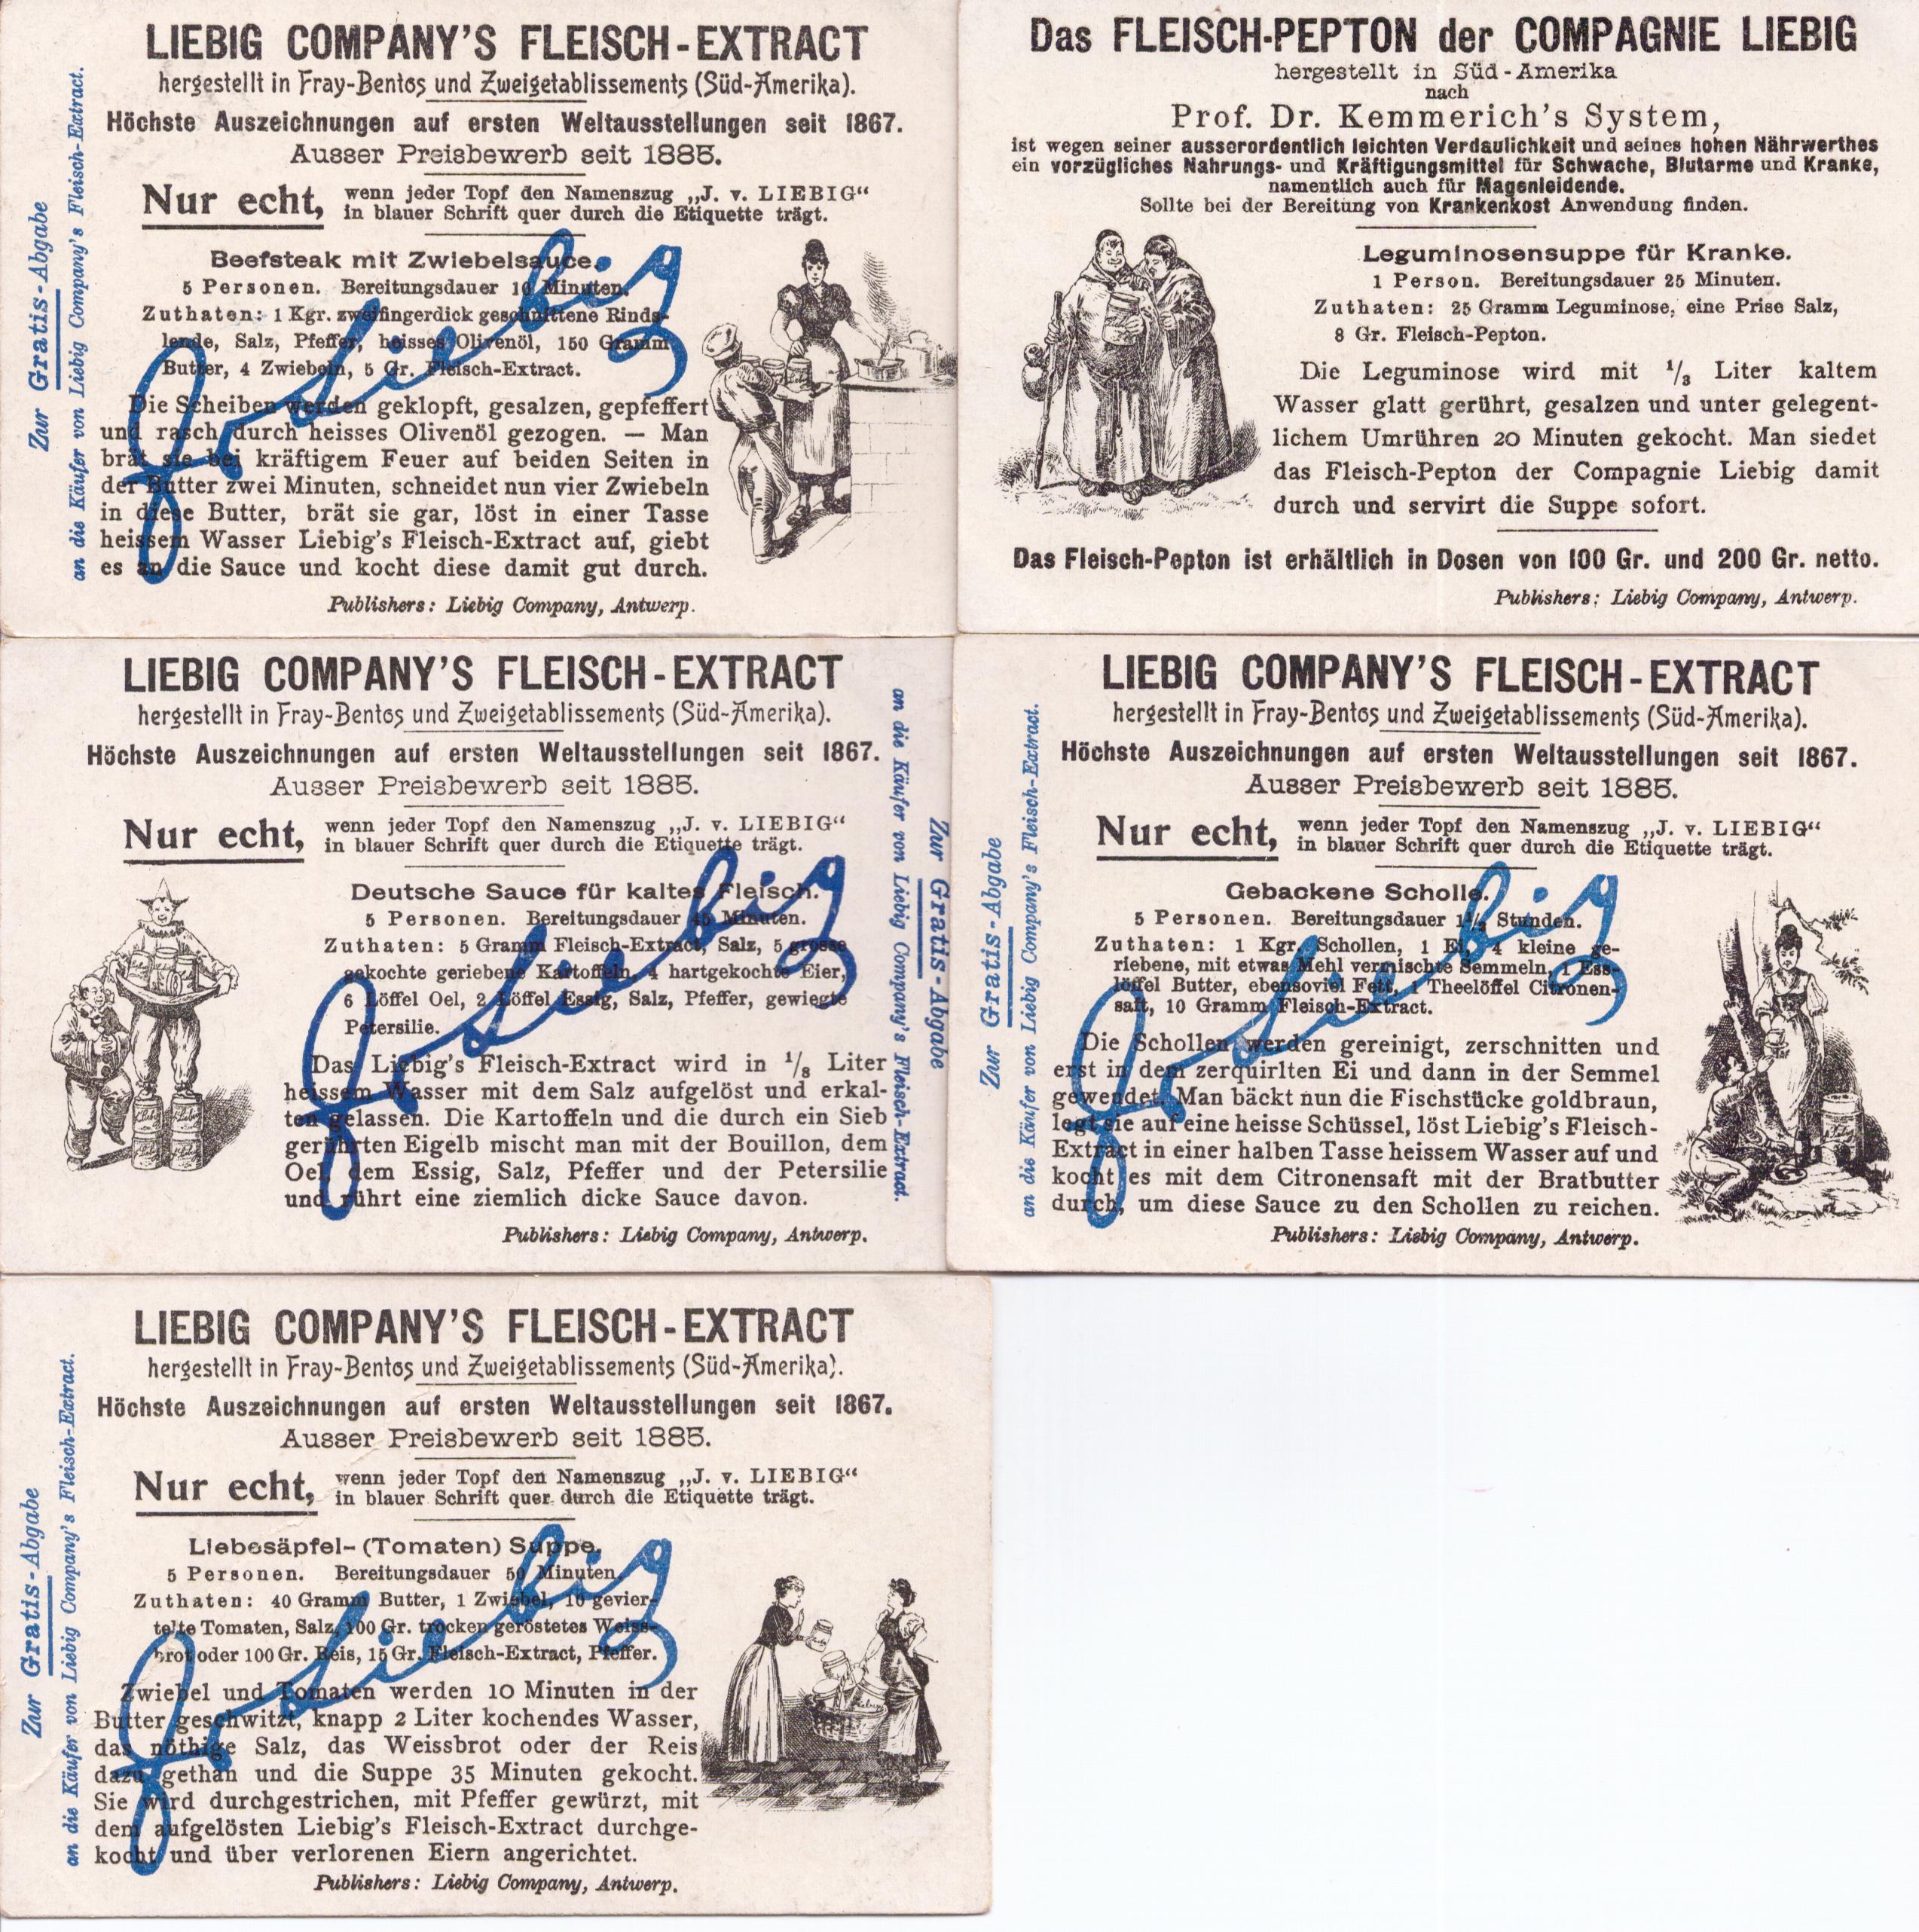 LIEBIG COMPANY'S FLEISCH-EXTRACT
hergestellt in Fray-Bentos und Zweigetablissements (Süd-Amerika).
Höchste Auszeichnungen auf ersten Weltausstellungen seit 1867.
Ausser Preisbewerb seit 1885.
Nur echt, wenn jeder Topf den Namenszug „J. v. LIEBIG“
in blauer Schrift quer durch die Etiquette trägt.
Beefsteak mit Zwiebelsauce.
5 Personen. Bereitungsdauer 10 Minuten.
Zuthaten: 1 Kgr. zweifingerdick geschnittene Rinds-
lende, Salz, Pfeffer, heisses Olivenöl, 150 Gramm
Butter, 4 Zwiebeln, 5 Gr. Fleisch-Extract.
Die Scheiben werden geklopft, gesalzen, gepfeffert
und rasch durch heisses Olivenöl gezogen. — Man
brät sie bei kräftigem Feuer auf beiden Seiten in
der Butter zwei Minuten, schneidet nun vier Zwiebeln
in diese Butter, brät sie gar, löst in einer Tasse
heissem Wasser Liebig's Fleisch-Extract auf, giebt
es an die Sauce und kocht diese damit gut durch.
Publishers: Liebig Company, Antwerp.
Zur Gratis-Abgabe
an die Käufer von Liebig Company's Fleisch-Extract.
JvLiebig
Das FLEISCH-PEPTON der COMPAGNIE LIEBIG
hergestellt in Süd-Amerika
nach
Prof. Dr. Kemmerich's System,
ist wegen seiner ausserordentlich leichten Verdaulichkeit und seines hohen Nährwerthes
ein vorzügliches Nahrungs- und Kräftigungsmittel für Schwache, Blutarme und Kranke,
namentlich auch für Magenleidende.
Sollte bei der Bereitung von Krankenkost Anwendung finden.
Leguminosensuppe für Kranke.
1 Person. Bereitungsdauer 25 Minuten.
Zuthaten: 25 Gramm Leguminose, eine Prise Salz,
8 Gr. Fleisch-Pepton.
Die Leguminose wird mit 1/3 Liter kaltem
Wasser glatt gerührt, gesalzen und unter gelegent-
lichem Umrühren 20 Minuten gekocht. Man siedet
das Fleisch-Pepton der Compagnie Liebig damit
durch und servirt die Suppe sofort.
Das Fleisch-Pepton ist erhältlich in Dosen von 100 Gr. und 200 Gr. netto.
Publishers: Liebig Company, Antwerp.
LIEBIG COMPANY'S FLEISCH-EXTRACT
hergestellt in Fray-Bentos und Zweigetablissements (Süd-Amerika).
Höchste Auszeichnungen auf ersten Weltausstellungen seit 1867.
Ausser Preisbewerb seit 1885.
Nur echt, wenn jeder Topf den Namenszug „J. v. LIEBIG“
in blauer Schrift quer durch die Etiquette trägt.
Deutsche Sauce für kaltes Fleisch.
5 Personen. Bereitungsdauer 45 Minuten.
Zuthaten: 5 Gramm Fleisch-Extract, Salz, 5 grosse
gekochte geriebene Kartoffeln, 4 hartgekochte Eier,
6 Löffel Oel, 2 Löffel Essig, Salz, Pfeffer, gewiegte
Petersilie.
Das Liebig's Fleisch-Extract wird in 1/8 Liter
heissem Wasser mit dem Salz aufgelöst und erkal-
ten gelassen. Die Kartoffeln und die durch ein Sieb
gerührten Eigelb mischt man mit der Bouillon, dem
Oel, dem Essig, Salz, Pfeffer und der Petersilie
und rührt eine ziemlich dicke Sauce davon.
Publishers: Liebig Company, Antwerp.
Zur Gratis-Abgabe
an die Käufer von Liebig Company's Fleisch-Extract.
JvLiebig
LIEBIG COMPANY'S FLEISCH-EXTRACT
hergestellt in Fray-Bentos und Zweigetablissements (Süd-Amerika).
Höchste Auszeichnungen auf ersten Weltausstellungen seit 1867.
Ausser Preisbewerb seit 1885.
Nur echt, wenn jeder Topf den Namenszug „J. v. LIEBIG“
in blauer Schrift quer durch die Etiquette trägt.
Gebackene Scholle.
5 Personen. Bereitungsdauer 1 1/2 Stunden.
Zuthaten: 1 Kgr. Schollen, 1 Ei, 4 kleine ge-
riebene, mit etwas Mehl vermischte Semmeln, 1 Ess-
löffel Butter, ebensoviel Fett, 1 Theelöffel Citronen-
saft, 10 Gramm Fleisch-Extract.
Die Schollen werden gereinigt, zerschnitten und
erst in dem zerquirlten Ei und dann in der Semmel
gewendet. Man bäckt nun die Fischstücke goldbraun,
legt sie auf eine heisse Schüssel, löst Liebig's Fleisch-
Extract in einer halben Tasse heissem Wasser auf und
kocht es mit dem Citronensaft mit der Bratbutter
durch, um diese Sauce zu den Schollen zu reichen.
Publishers: Liebig Company, Antwerp.
Zur Gratis-Abgabe
an die Käufer von Liebig Company's Fleisch-Extract.
JvLiebig
LIEBIG COMPANY'S FLEISCH-EXTRACT
hergestellt in Fray-Bentos und Zweigetablissements (Süd-Amerika).
Höchste Auszeichnungen auf ersten Weltausstellungen seit 1867.
Ausser Preisbewerb seit 1885.
Nur echt, wenn jeder Topf den Namenszug „J. v. LIEBIG“
in blauer Schrift quer durch die Etiquette trägt.
Liebesäpfel- (Tomaten) Suppe.
5 Personen. Bereitungsdauer 50 Minuten.
Zuthaten: 40 Gramm Butter, 1 Zwiebel, 10 gevier-
telte Tomaten, Salz, 100 Gr. trocken geröstetes Weiss-
brot oder 100 Gr. Reis, 15 Gr. Fleisch-Extract, Pfeffer.
Zwiebel und Tomaten werden 10 Minuten in der
Butter geschwitzt, knapp 2 Liter kochendes Wasser,
das nöthige Salz, das Weissbrot oder der Reis
dazu gethan und die Suppe 35 Minuten gekocht.
Sie wird durchgestrichen, mit Pfeffer gewürzt, mit
dem aufgelösten Liebig's Fleisch-Extract durchge-
kocht und über verlorenen Eiern angerichtet.
Publishers: Liebig Company, Antwerp.
Zur Gratis-Abgabe
an die Käufer von Liebig Company's Fleisch-Extract.
JvLiebig